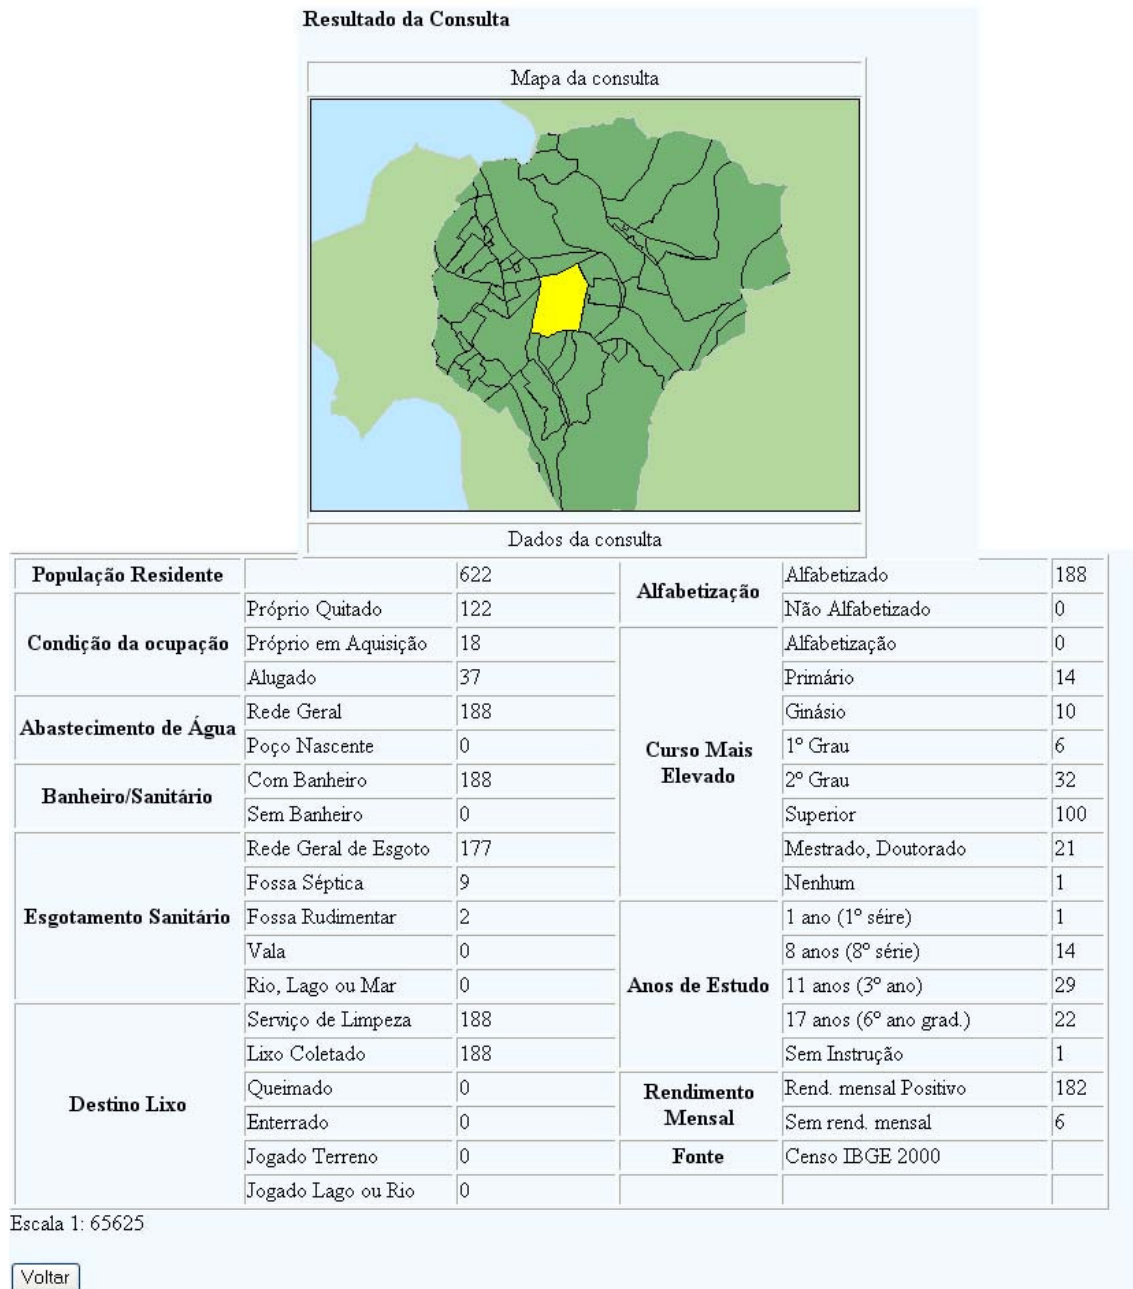 Resultado da Consulta
Mapa da consulta
Dados da consulta
População Residente 622 Alfabetização Alfabetizado 188
Não Alfabetizado 0
Condição da ocupação Próprio Quitado 122
Próprio em Aquisição 18
Alugado 37
Abastecimento de Água Rede Geral 188
Poço Nascente 0
Banheiro/Sanitário Com Banheiro 188
Sem Banheiro 0
Esgotamento Sanitário Rede Geral de Esgoto 177
Fossa Séptica 9
Fossa Rudimentar 2
Vala 0
Rio, Lago ou Mar 0
Destino Lixo Serviço de Limpeza 188
Lixo Coletado 188
Queimado 0
Enterrado 0
Jogado Terreno 0
Jogado Lago ou Rio 0
Curso Mais
Elevado
Alfabetização 0
Primário 14
Ginásio 10
1º Grau 6
2º Grau 32
Superior 100
Mestrado, Doutorado 21
Nenhum 1
Anos de Estudo 1 ano (1º séire) 1
8 anos (8º série) 14
11 anos (3º ano) 29
17 anos (6º ano grad.) 22
Sem Instrução 1
Rendimento
Mensal
Rend. mensal Positivo 182
Sem rend. mensal 6
Fonte Censo IBGE 2000
Escala 1: 65625
Voltar